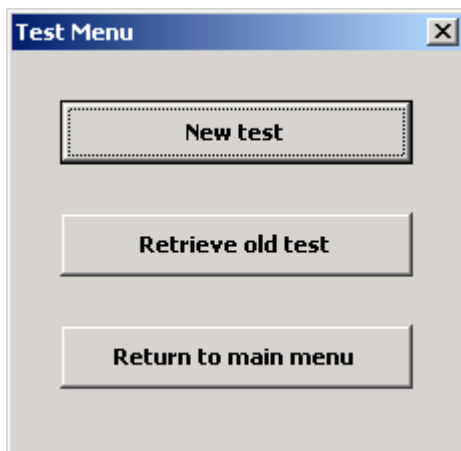 Test Menu
New test
Retrieve old test
Return to main menu